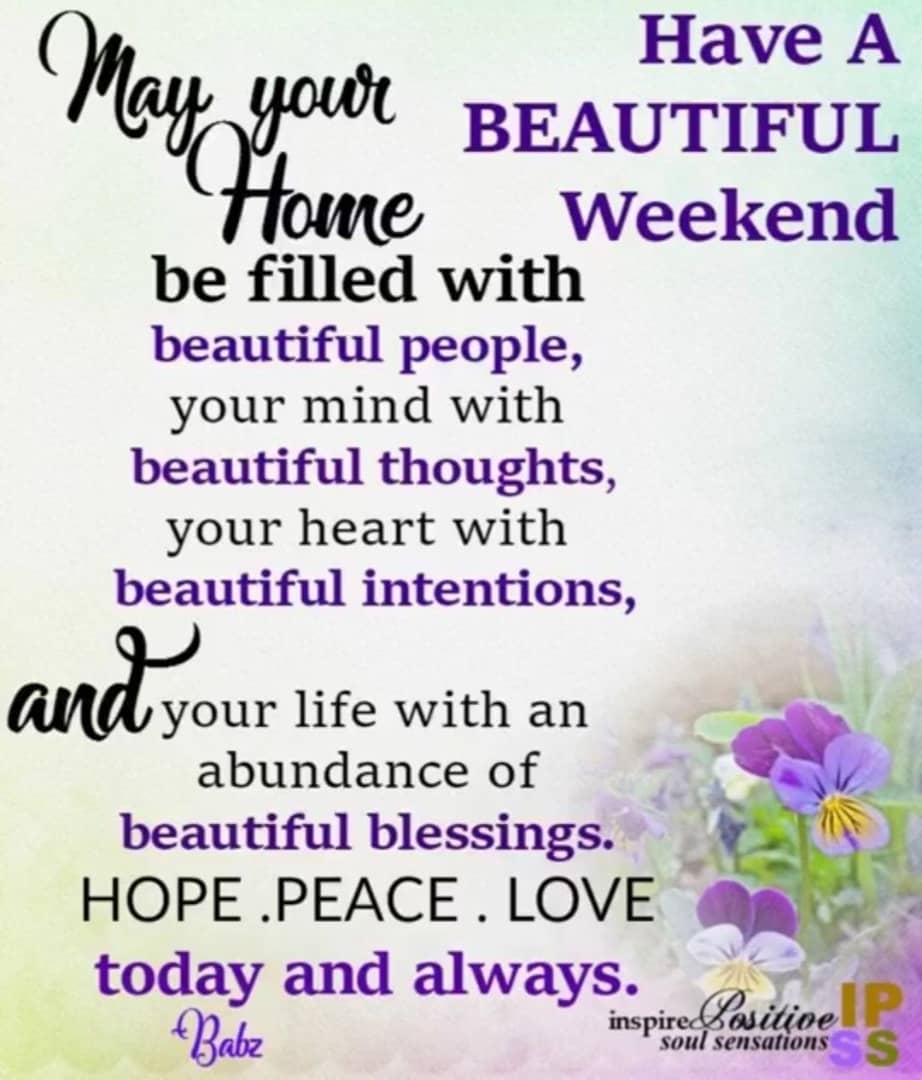 Have A
BEAUTIFUL
Weekend
May your
Home
be filled with
beautiful people,
your mind with
beautiful thoughts,
your heart with
beautiful intentions,
and your life with an
abundance of
beautiful blessings.
HOPE .PEACE . LOVE
today and always.
Babz
inspire Positive
soul sensations
IP
SS